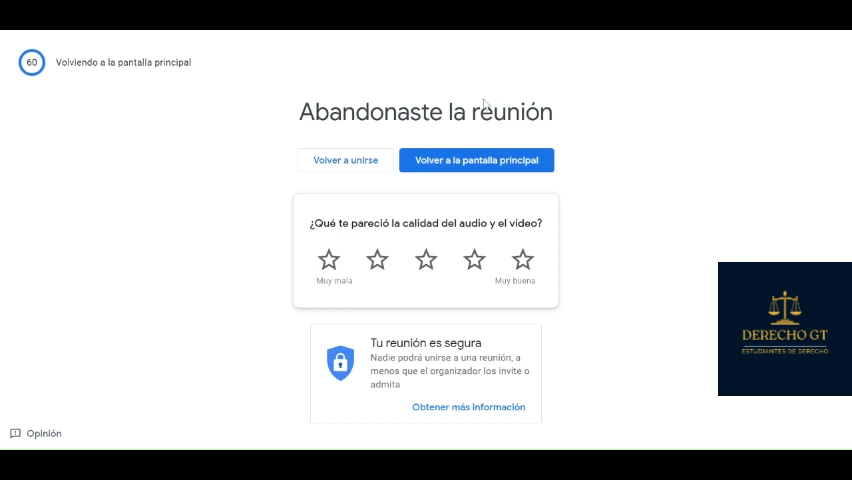 60 Volviendo a la pantalla principal
Abandonaste la reunión
Volver a unirse
Volver a la pantalla principal
¿Qué te pareció la calidad del audio y el video?
Muy mala
Muy buena
Tu reunión es segura
Nadie podrá unirse a una reunión, a
menos que el organizador los invite o
admita
Obtener más información
DERECHO GT
ESTUDIANTES DE DERECHO
Opinión